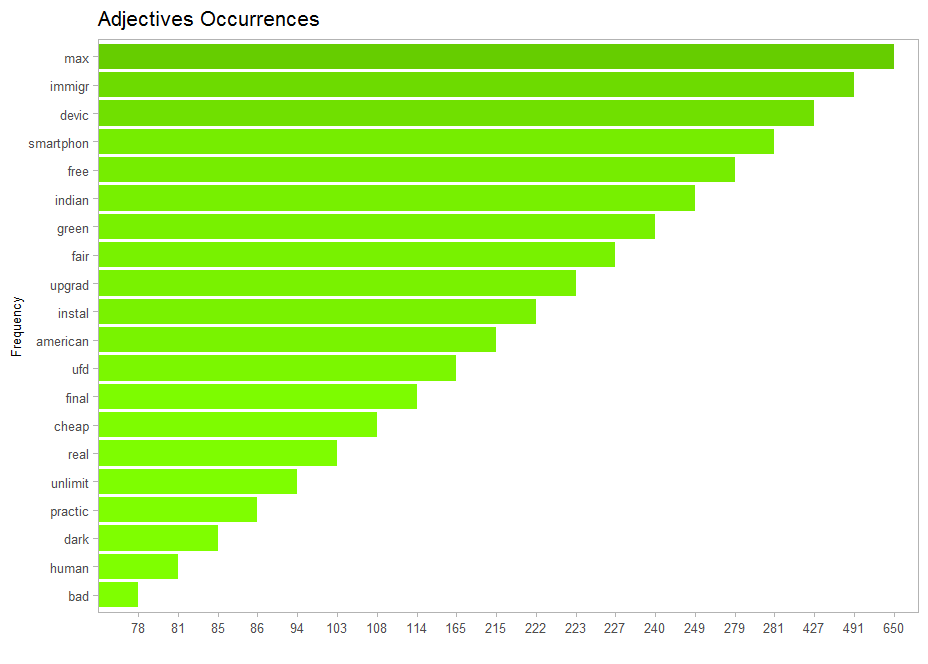 Adjectives Occurrences
Frequency
max
immigr
devic
smartphon
free
indian
green
fair
upgrad
instal
american
ufd
final
cheap
real
unlimit
practic
dark
human
bad
78 81 85 86 94 103 108 114 165 215 222 223 227 240 249 279 281 427 491 650